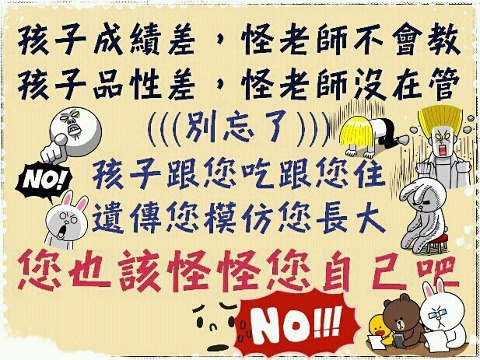 孩子成績差，怪老師不會教
孩子品性差，怪老師沒在管
(((別忘了)))
NO!
孩子跟您吃跟您住
遺傳您模仿您長大
您也該怪怪您自己吧
NO!!!